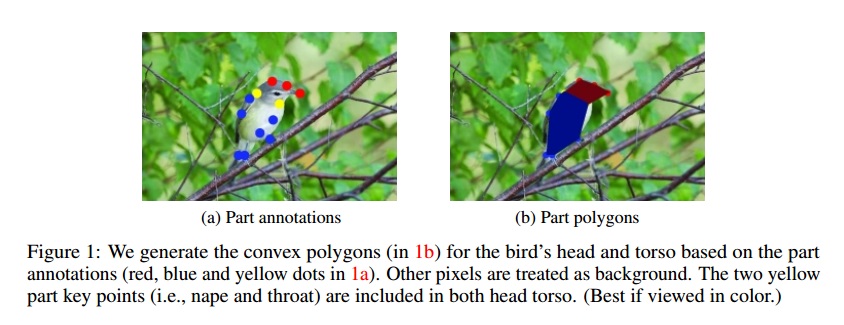 (a) Part annotations
(b) Part polygons
Figure 1: We generate the convex polygons (in 1b) for the bird's head and torso based on the part
annotations (red, blue and yellow dots in 1a). Other pixels are treated as background. The two yellow
part key points (i.e., nape and throat) are included in both head torso. (Best if viewed in color.)